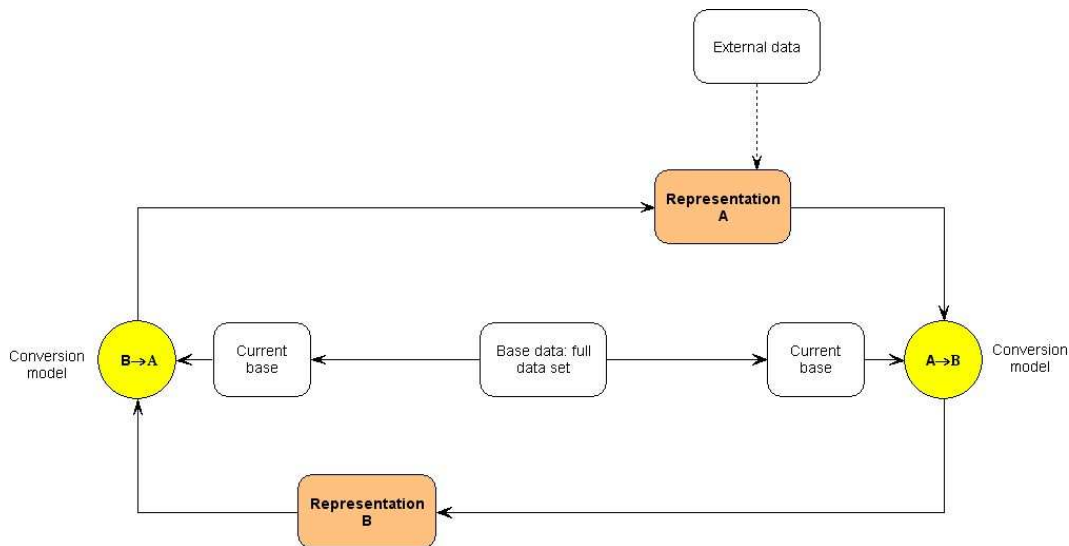 External data
Representation
A
Conversion
model
B→A
Current
base
Base data: full
data set
Current
base
A→B
Conversion
model
Representation
B